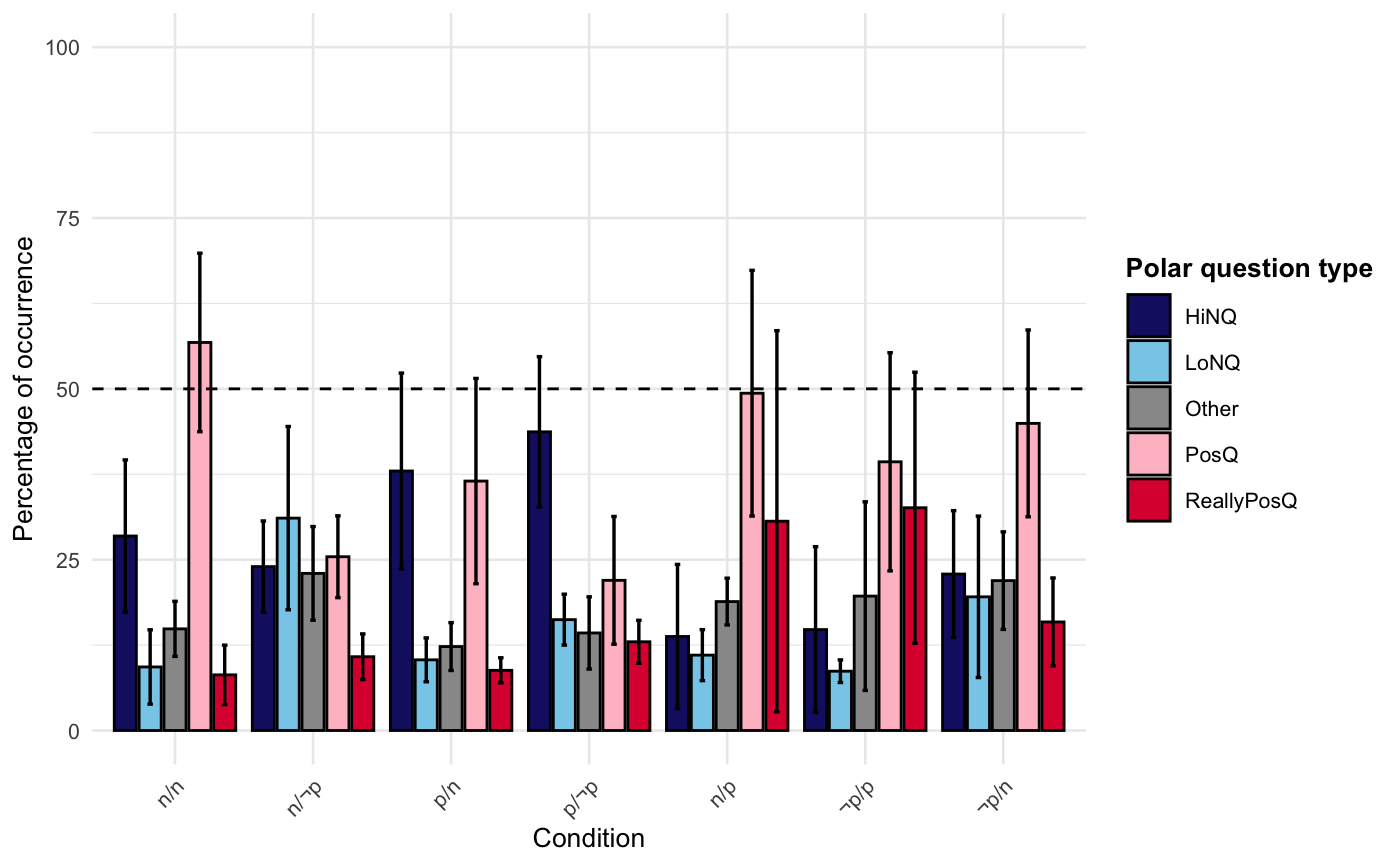 Percentage of occurrence
100
75
50
25
0
n/n
n/¬p
p/n
p/¬p
n/p
¬p/p
¬p/n
Condition
Polar question type
HiNQ
LoNQ
Other
PosQ
ReallyPosQ